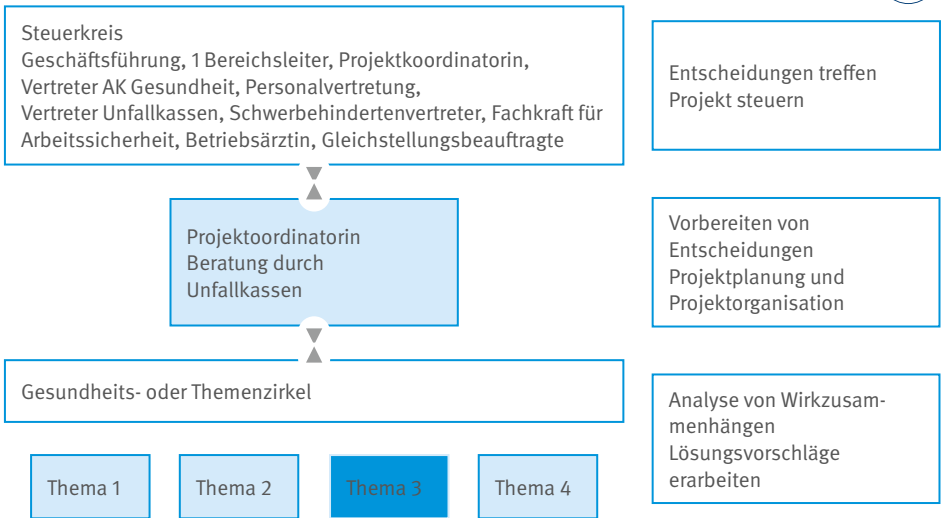 Steuerkreis
Geschäftsführung, 1 Bereichsleiter, Projektkoordinatorin,
Vertreter AK Gesundheit, Personalvertretung,
Vertreter Unfallkassen, Schwerbehindertenvertreter, Fachkraft für
Arbeitssicherheit, Betriebsärztin, Gleichstellungsbeauftragte
Entscheidungen treffen
Projekt steuern
Projektoordinatorin
Beratung durch
Unfallkassen
Vorbereiten von
Entscheidungen
Projektplanung und
Projektorganisation
Gesundheits- oder Themenzirkel
Analyse von Wirkzusam-
menhängen
Lösungsvorschläge
erarbeiten
Thema 1
Thema 2
Thema 3
Thema 4